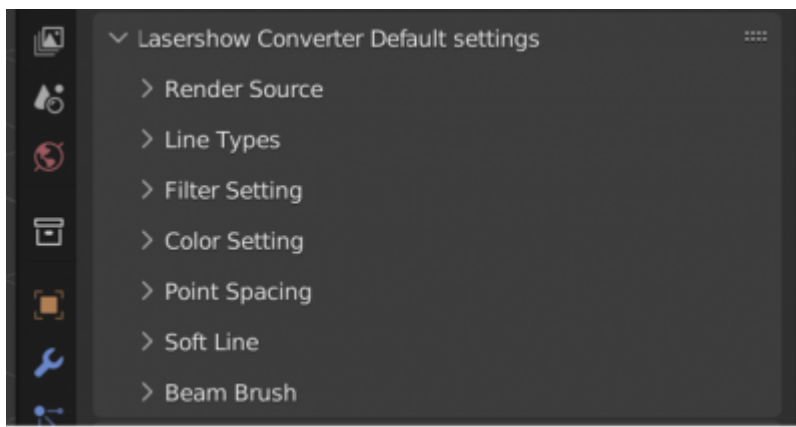 Lasershow Converter Default settings
Render Source
Line Types
Filter Setting
Color Setting
Point Spacing
Soft Line
Beam Brush